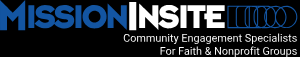 MISSIONINSITE
Community Engagement Specialists
For Faith & Nonprofit Groups